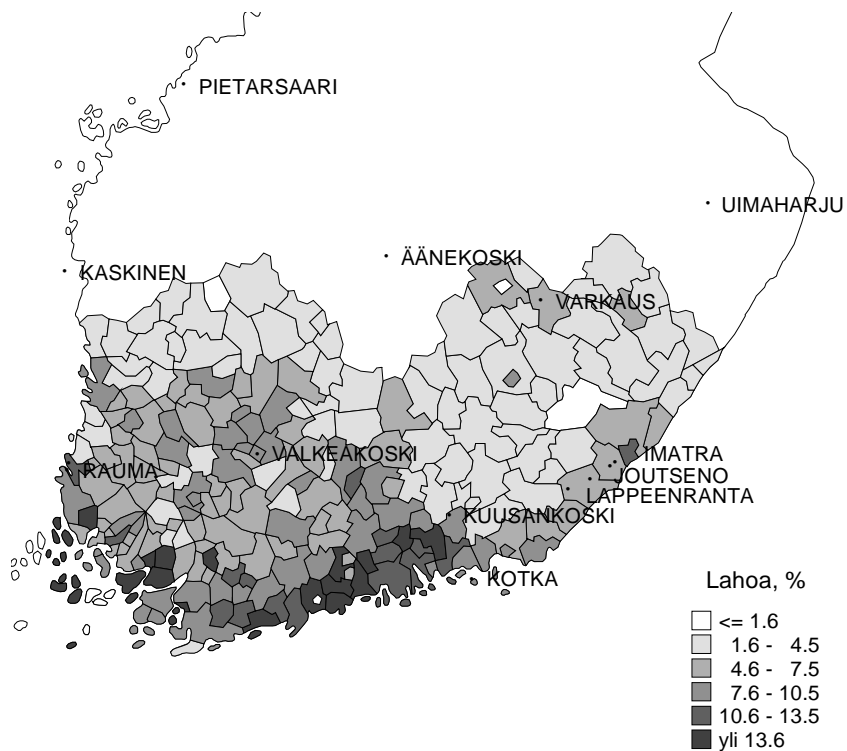 PIETARSAARI
UIMAHARJU
ÄÄNEKOSKI
KASKINEN
VARKAUS
VALKEAKOSKI
IMATRA
RAUMA
JOUTSENO
LAPPEENRANTA
KUUSANKOSKI
KOTKA
Lahoa, %
<= 1.6
1.6 - 4.5
4.6 - 7.5
7.6 - 10.5
10.6 - 13.5
yli 13.6